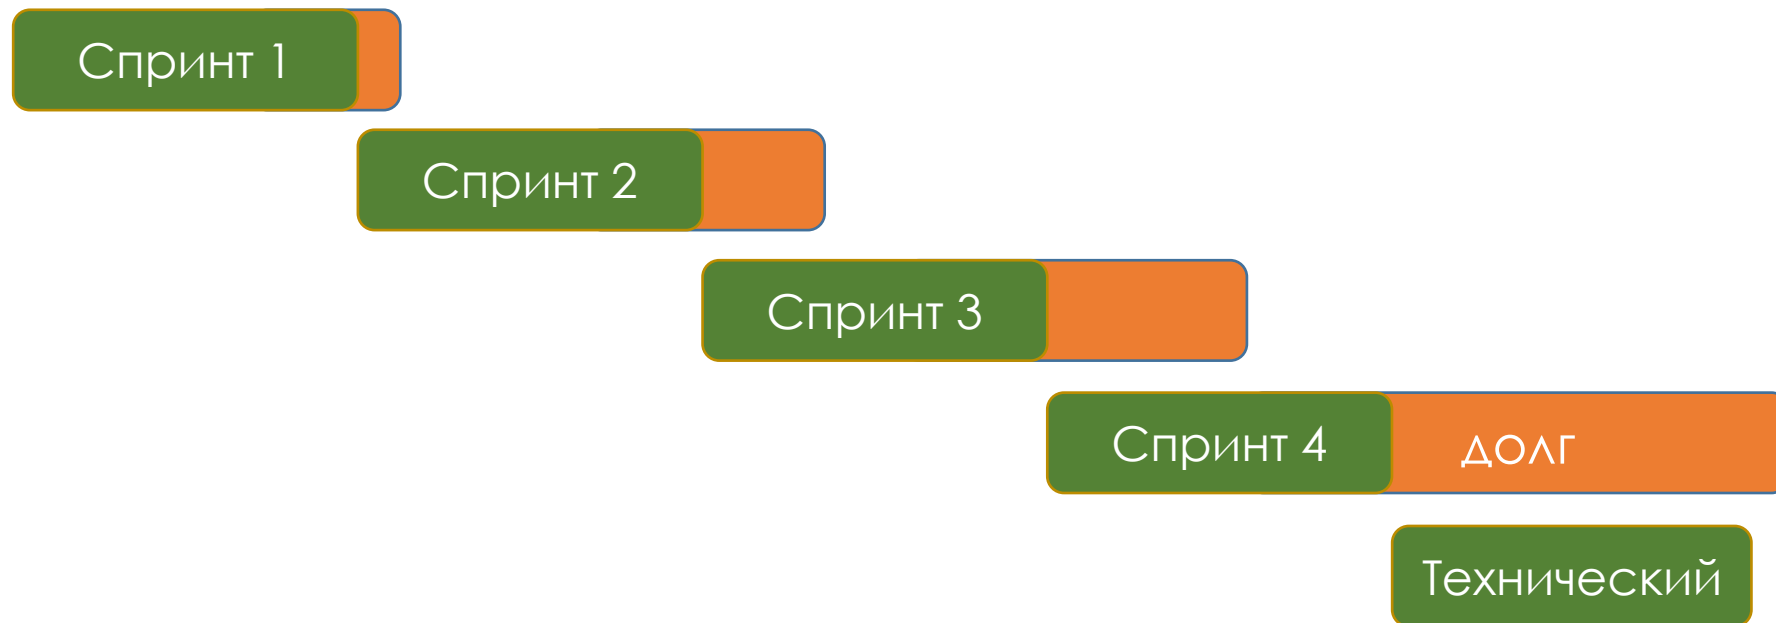 Спринт 1
Спринт 2
Спринт 3
Спринт 4
долг
Технический